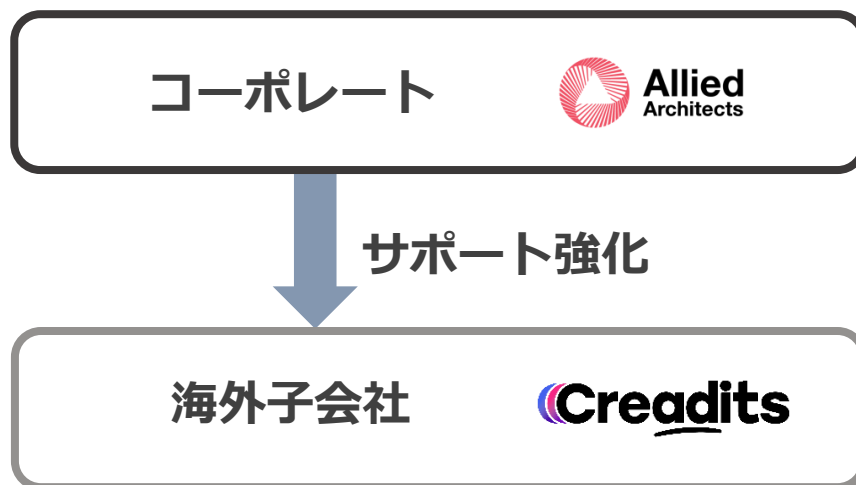 コーポレート
Allied
Architects
サポート強化
海外子会社
Creadits